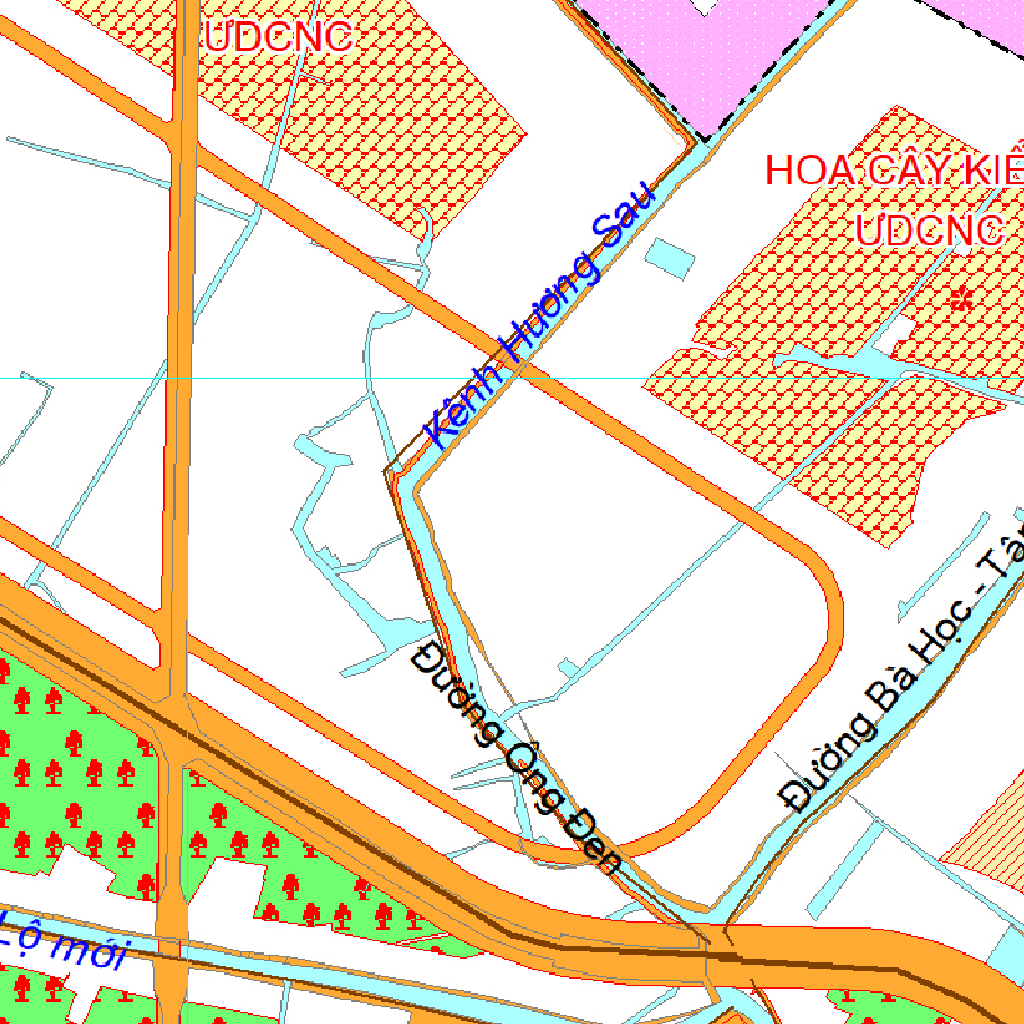 ƯDCNC
HOA CÂY KIỂ
ƯDCNC
Kênh Hương Sau
Đường Ông Đen
Đường Bà Học - Tân
Lộ mới